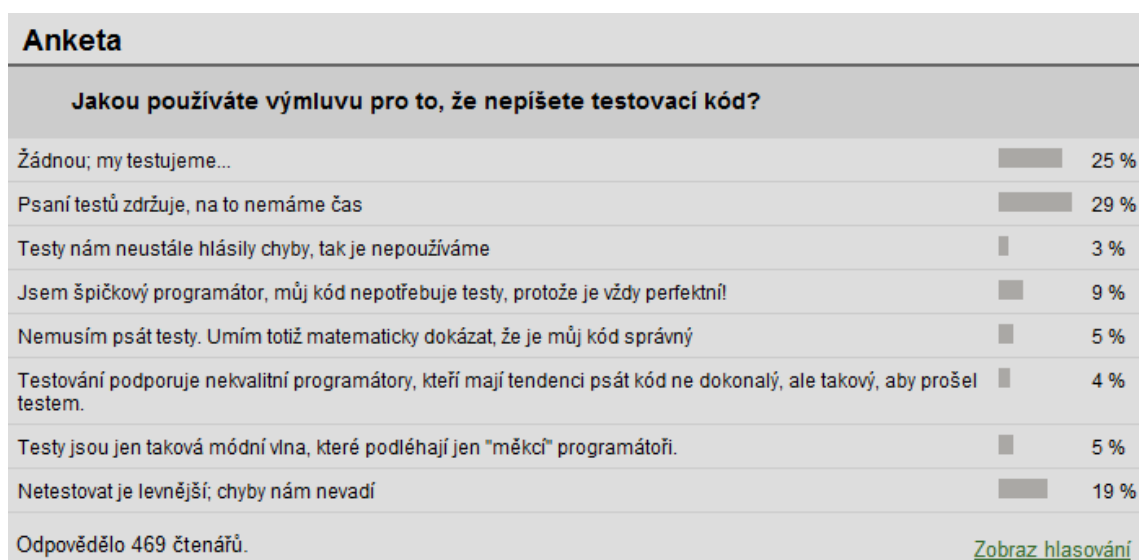 Anketa
Jakou používáte výmluvu pro to, že nepíšete testovací kód?
Žádnou; my testujeme... 25 %
Psaní testů zdržuje, na to nemáme čas 29 %
Testy nám neustále hlásily chyby, tak je nepoužíváme 3 %
Jsem špičkový programátor, můj kód nepotřebuje testy, protože je vždy perfektní! 9 %
Nemusím psát testy. Umím totiž matematicky dokázat, že je můj kód správný 5 %
Testování podporuje nekvalitní programátory, kteří mají tendenci psát kód ne dokonalý, ale takový, aby prošel 4 %
testem.
Testy jsou jen taková módní vlna, které podléhají jen "měkcí" programátoři. 5 %
Netestovat je levnější; chyby nám nevadí 19 %
Odpovědělo 469 čtenářů. Zobraz hlasování